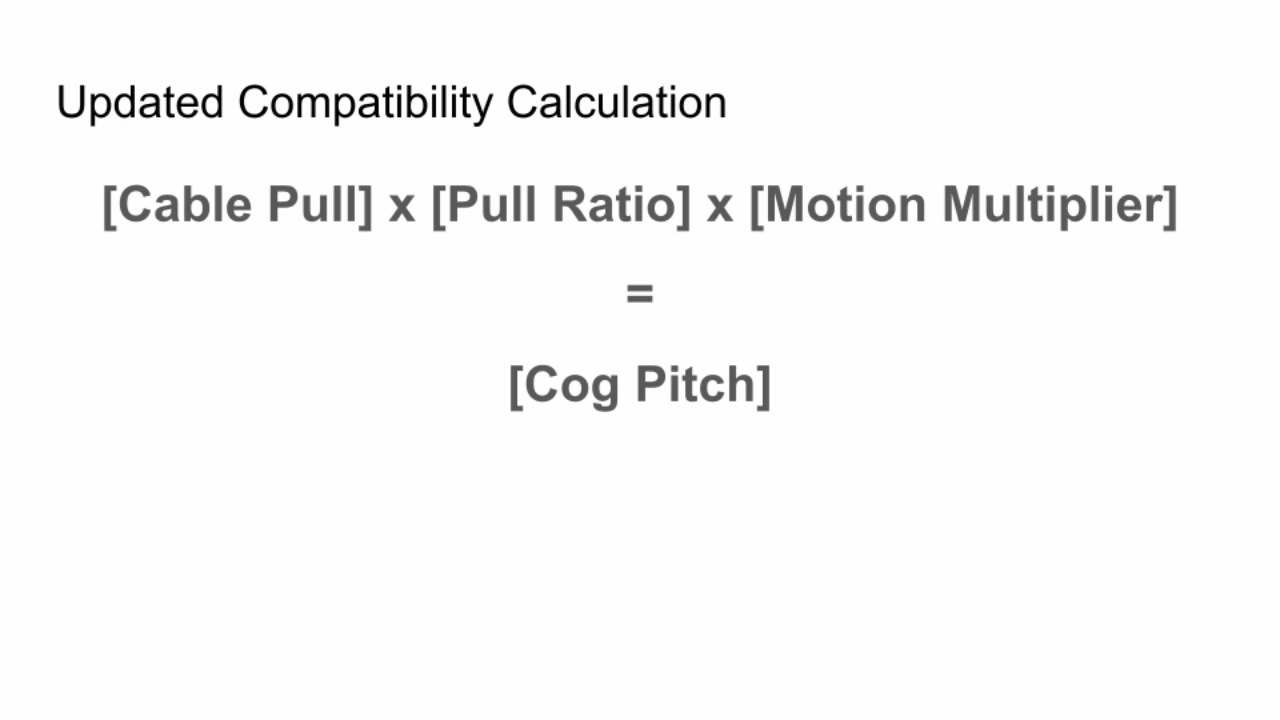 Updated Compatibility Calculation
[Cable Pull] x [Pull Ratio] x [Motion Multiplier]
=
[Cog Pitch]